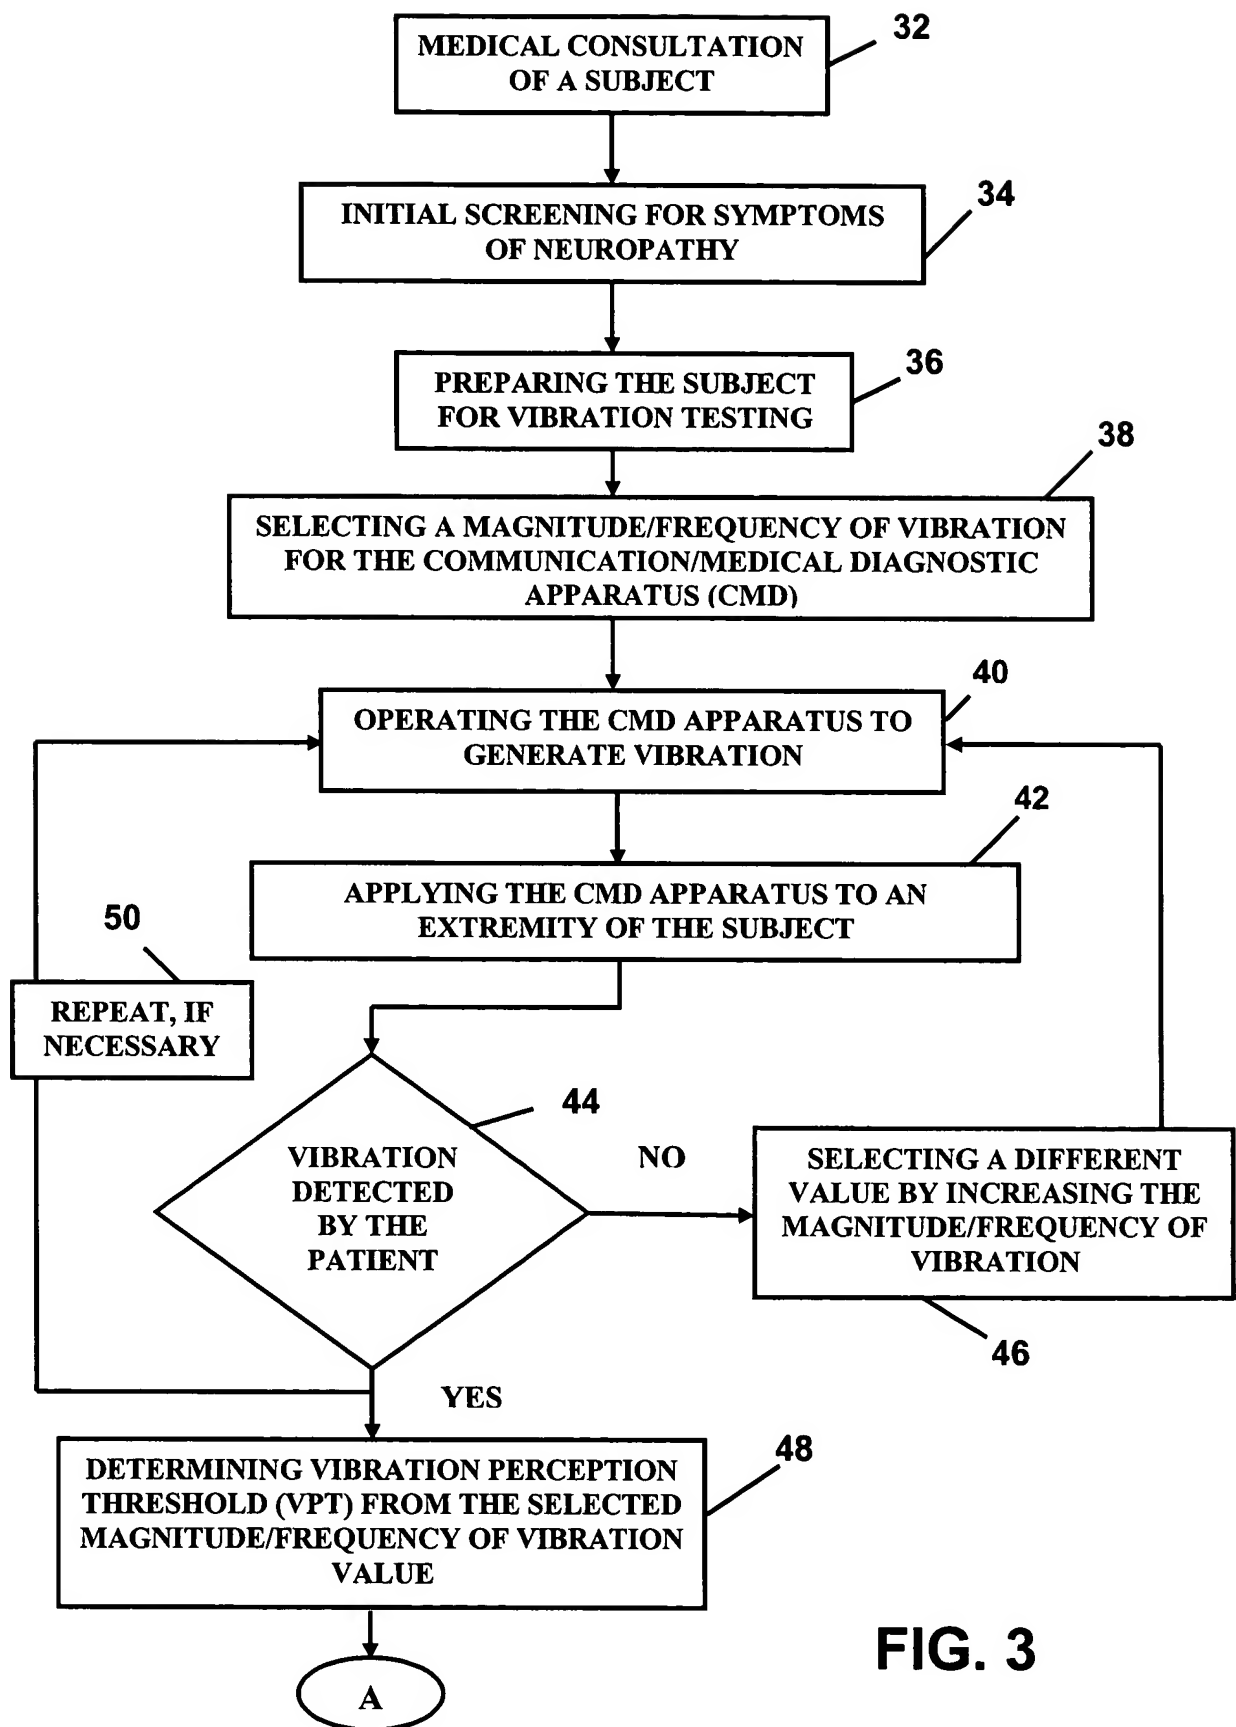 32
MEDICAL CONSULTATION
OF A SUBJECT
34
INITIAL SCREENING FOR SYMPTOMS
OF NEUROPATHY
36
PREPARING THE SUBJECT
FOR VIBRATION TESTING
38
SELECTING A MAGNITUDE/FREQUENCY OF VIBRATION
FOR THE COMMUNICATION/MEDICAL DIAGNOSTIC
APPARATUS (CMD)
40
OPERATING THE CMD APPARATUS TO
GENERATE VIBRATION
42
APPLYING THE CMD APPARATUS TO AN
EXTREMITY OF THE SUBJECT
50
REPEAT, IF
NECESSARY
44
VIBRATION
DETECTED
BY THE
PATIENT
NO
SELECTING A DIFFERENT
VALUE BY INCREASING THE
MAGNITUDE/FREQUENCY OF
VIBRATION
46
YES
48
DETERMINING VIBRATION PERCEPTION
THRESHOLD (VPT) FROM THE SELECTED
MAGNITUDE/FREQUENCY OF VIBRATION
VALUE
A
FIG. 3